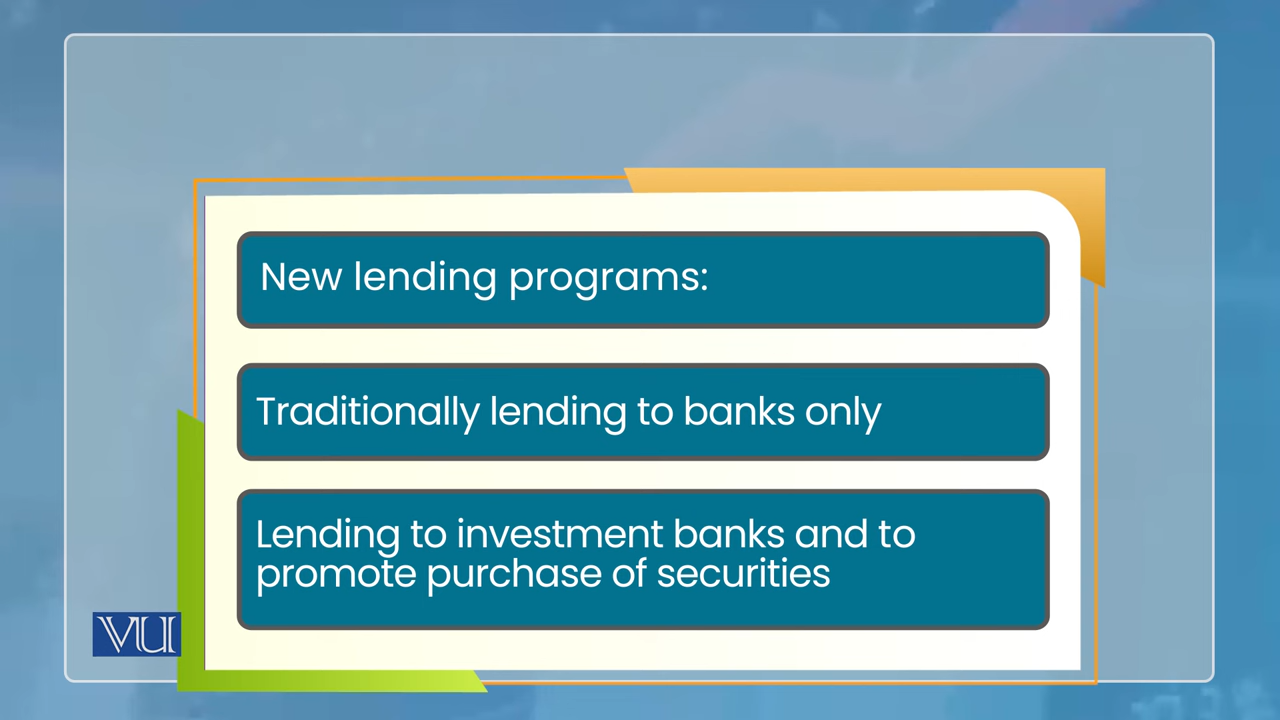 New lending programs:
Traditionally lending to banks only
Lending to investment banks and to
promote purchase of securities
VU